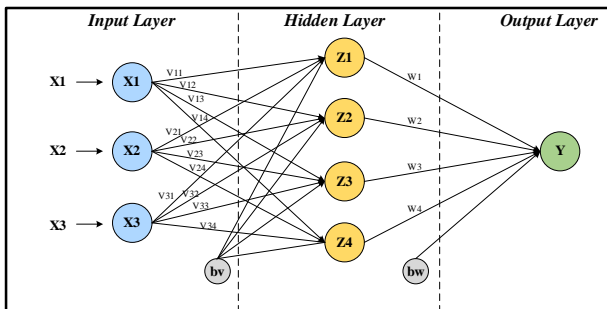 Input Layer
Hidden Layer
Output Layer
X1
X1
V11
V12
V13
V14
Z1
W1
X2
X2
V21
V22
V23
V24
Z2
W2
Y
X3
X3
V31
V32
V33
V34
Z3
W3
Z4
W4
bv
bw